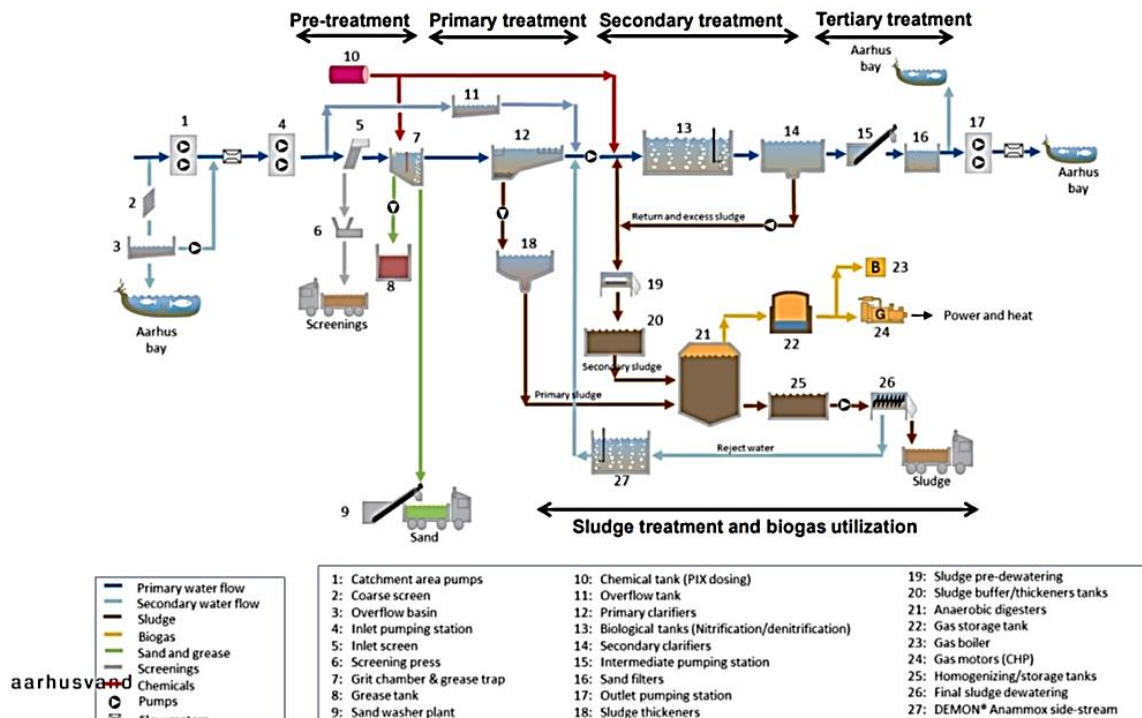 Pre-treatment
Primary treatment
Secondary treatment
Tertiary treatment
Aarhus
bay
10
11
1
4
5
7
12
13
14
15
16
17
Aarhus
bay
2
3
6
8
Return and excess sludge
18
19
Screenings
Aarhus
bay
20
21
22
B
23
G
24
Power and heat
Secondary sludge
Primary sludge
25
26
Reject water
27
Sludge
9
Sand
Sludge treatment and biogas utilization
Primary water flow
Secondary water flow
Sludge
Biogas
Sand and grease
Screenings
Chemicals
Pumps
Flowmeters
aarhusvand
1: Catchment area pumps
2: Coarse screen
3: Overflow basin
4: Inlet pumping station
5: Inlet screen
6: Screening press
7: Grit chamber & grease trap
8: Grease tank
9: Sand washer plant
10: Chemical tank (PIX dosing)
11: Overflow tank
12: Primary clarifiers
13: Biological tanks (Nitrification/denitrification)
14: Secondary clarifiers
15: Intermediate pumping station
16: Sand filters
17: Outlet pumping station
18: Sludge thickeners
19: Sludge pre-dewatering
20: Sludge buffer/thickeners tanks
21: Anaerobic digesters
22: Gas storage tank
23: Gas boiler
24: Gas motors (CHP)
25: Homogenizing/storage tanks
26: Final sludge dewatering
27: DEMON® Anammox side-stream